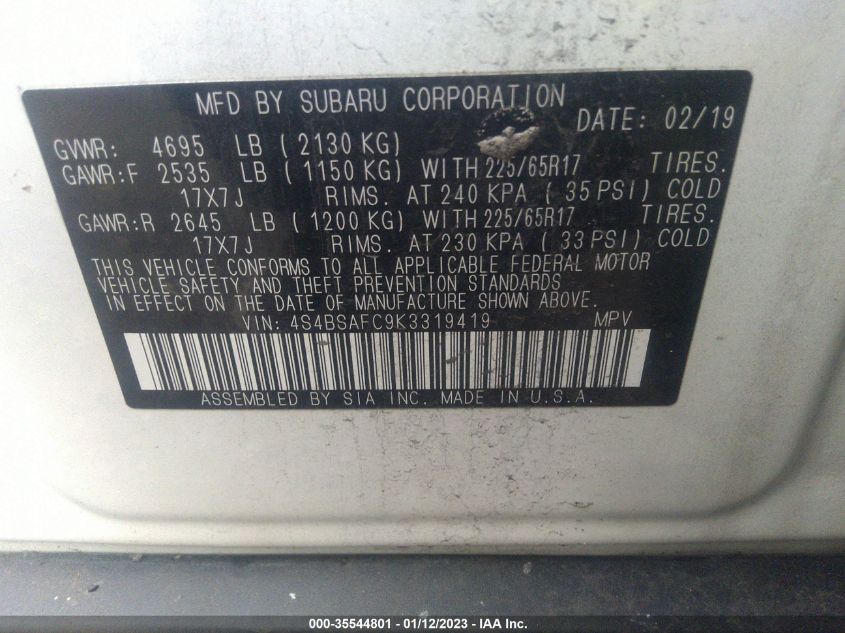 MFD BY SUBARU CORPORATION
DATE: 02/19
GVWR: 4695 LB ( 2130 KG)
GAWR:F 2535 LB ( 1150 KG) WITH 225/65R17 TIRES.
17X7J RIMS. AT 240 KPA ( 35 PSI) COLD
GAWR:R 2645 LB ( 1200 KG) WITH 225/65R17 TIRES.
17X7J RIMS. AT 230 KPA ( 33 PSI) COLD
THIS VEHICLE CONFORMS TO ALL APPLICABLE FEDERAL MOTOR
VEHICLE SAFETY AND THEFT PREVENTION STANDARDS
IN EFFECT ON THE DATE OF MANUFACTURE SHOWN ABOVE.
VIN: 4S4BSAFC9K3319419 MPV
ASSEMBLED BY SIA INC. MADE IN U.S.A.
000-35544801 - 01/12/2023 - IAA Inc.